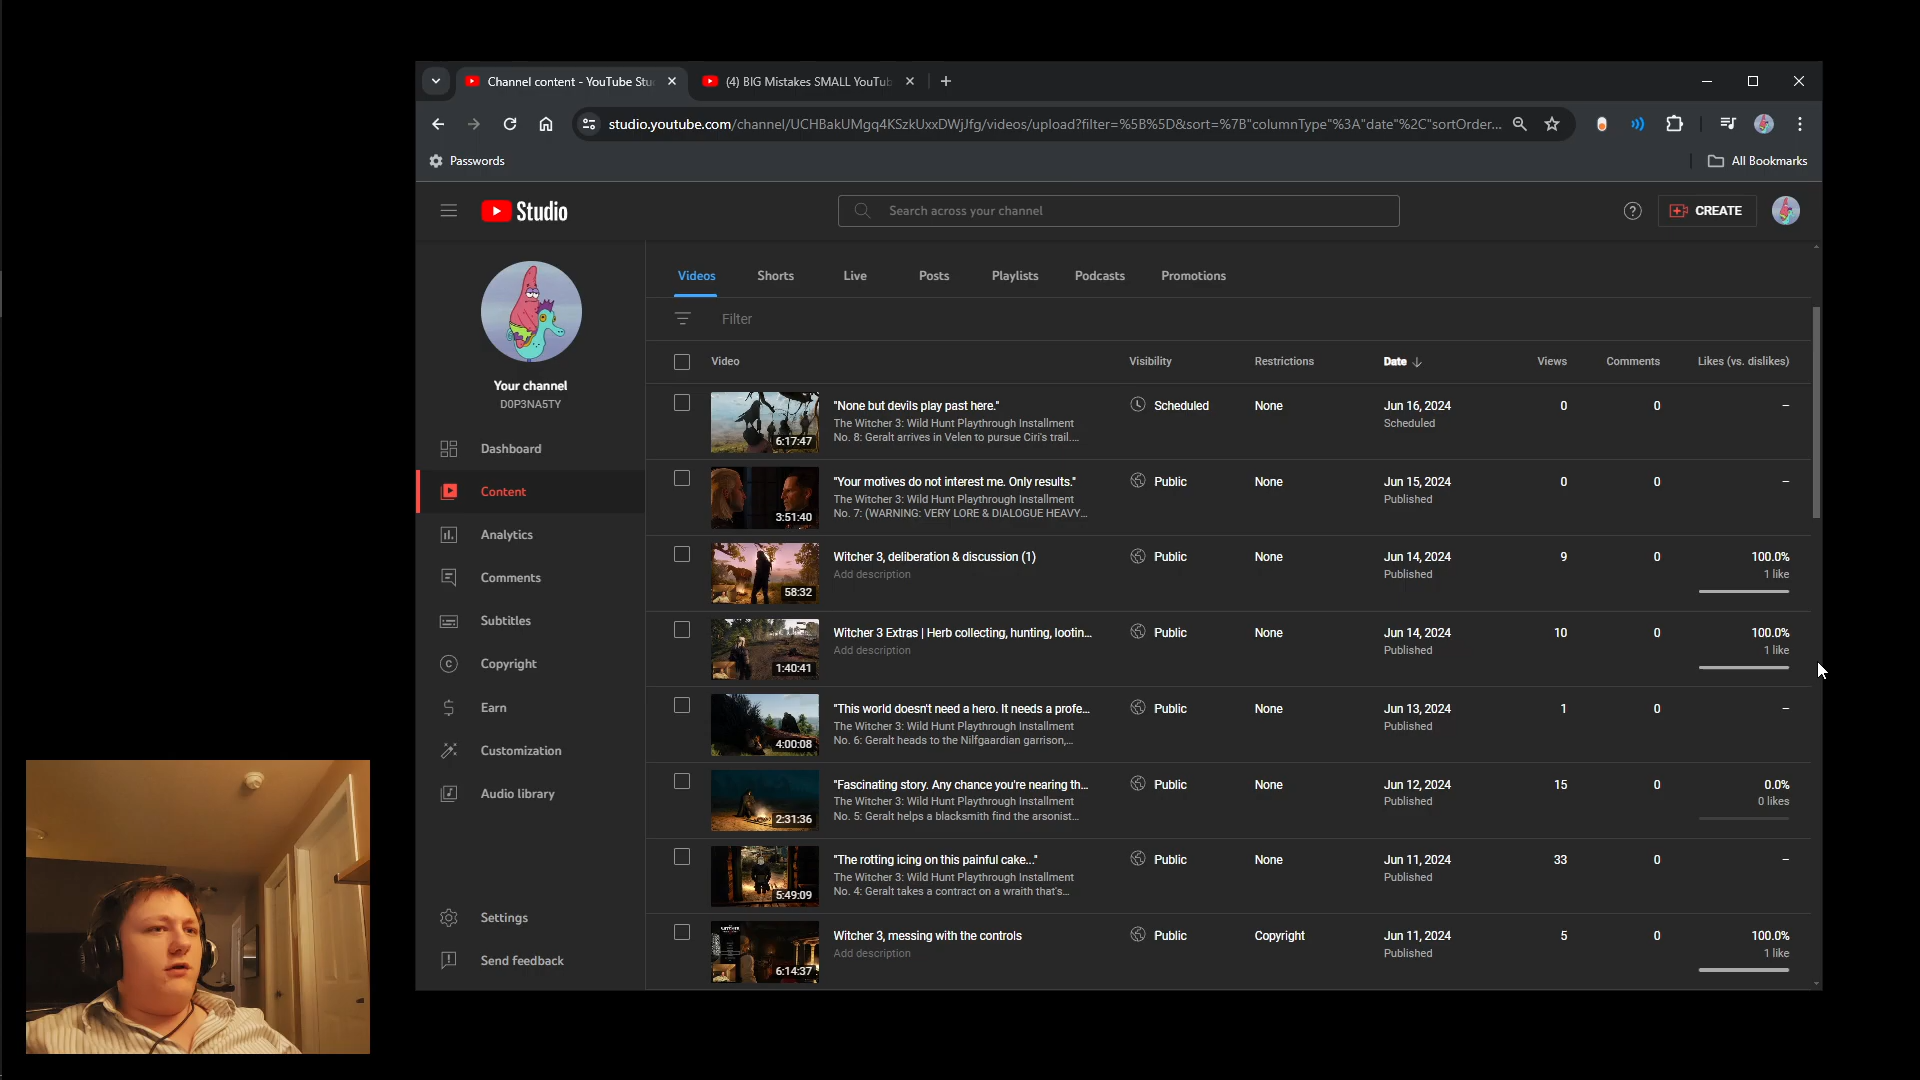 Channel content - YouTube Stu
(4) BIG Mistakes SMALL YouTub
studio.youtube.com/channel/UCHBakUMgq4KSzkUxxDWjJfg/videos/upload?filter=%5B%5D&sort=%7B"columnType"%3A"date"%2C"sortOrder...
Passwords
All Bookmarks
Studio
Search across your channel
CREATE
Your channel
D0P3NA5TY
Dashboard
Content
Analytics
Comments
Subtitles
Copyright
Earn
Customization
Audio library
Settings
Send feedback
Videos Shorts Live Posts Playlists Podcasts Promotions
Filter
Video Visibility Restrictions Date Views Comments Likes (vs. dislikes)
"None but devils play past here." Scheduled None Jun 16, 2024 0 0 –
The Witcher 3: Wild Hunt Playthrough Installment Scheduled
No. 8: Geralt arrives in Velen to pursue Ciri's trail....
6:17:47
"Your motives do not interest me. Only results." Public None Jun 15, 2024 0 0 –
The Witcher 3: Wild Hunt Playthrough Installment Published
No. 7: (WARNING: VERY LORE & DIALOGUE HEAVY...
3:51:40
Witcher 3, deliberation & discussion (1) Public None Jun 14, 2024 9 0 100.0%
Add description Published 1 like
58:32
Witcher 3 Extras | Herb collecting, hunting, lootin... Public None Jun 14, 2024 10 0 100.0%
Add description Published 1 like
1:40:41
"This world doesn't need a hero. It needs a profe... Public None Jun 13, 2024 1 0 –
The Witcher 3: Wild Hunt Playthrough Installment Published
No. 6: Geralt heads to the Nilfgaardian garrison,...
4:00:08
"Fascinating story. Any chance you're nearing th... Public None Jun 12, 2024 15 0 0.0%
The Witcher 3: Wild Hunt Playthrough Installment Published 0 likes
No. 5: Geralt helps a blacksmith find the arsonist...
2:31:36
"The rotting icing on this painful cake..." Public None Jun 11, 2024 33 0 –
The Witcher 3: Wild Hunt Playthrough Installment Published
No. 4: Geralt takes a contract on a wraith that's...
5:49:09
Witcher 3, messing with the controls Public Copyright Jun 11, 2024 5 0 100.0%
Add description Published 1 like
6:14:37